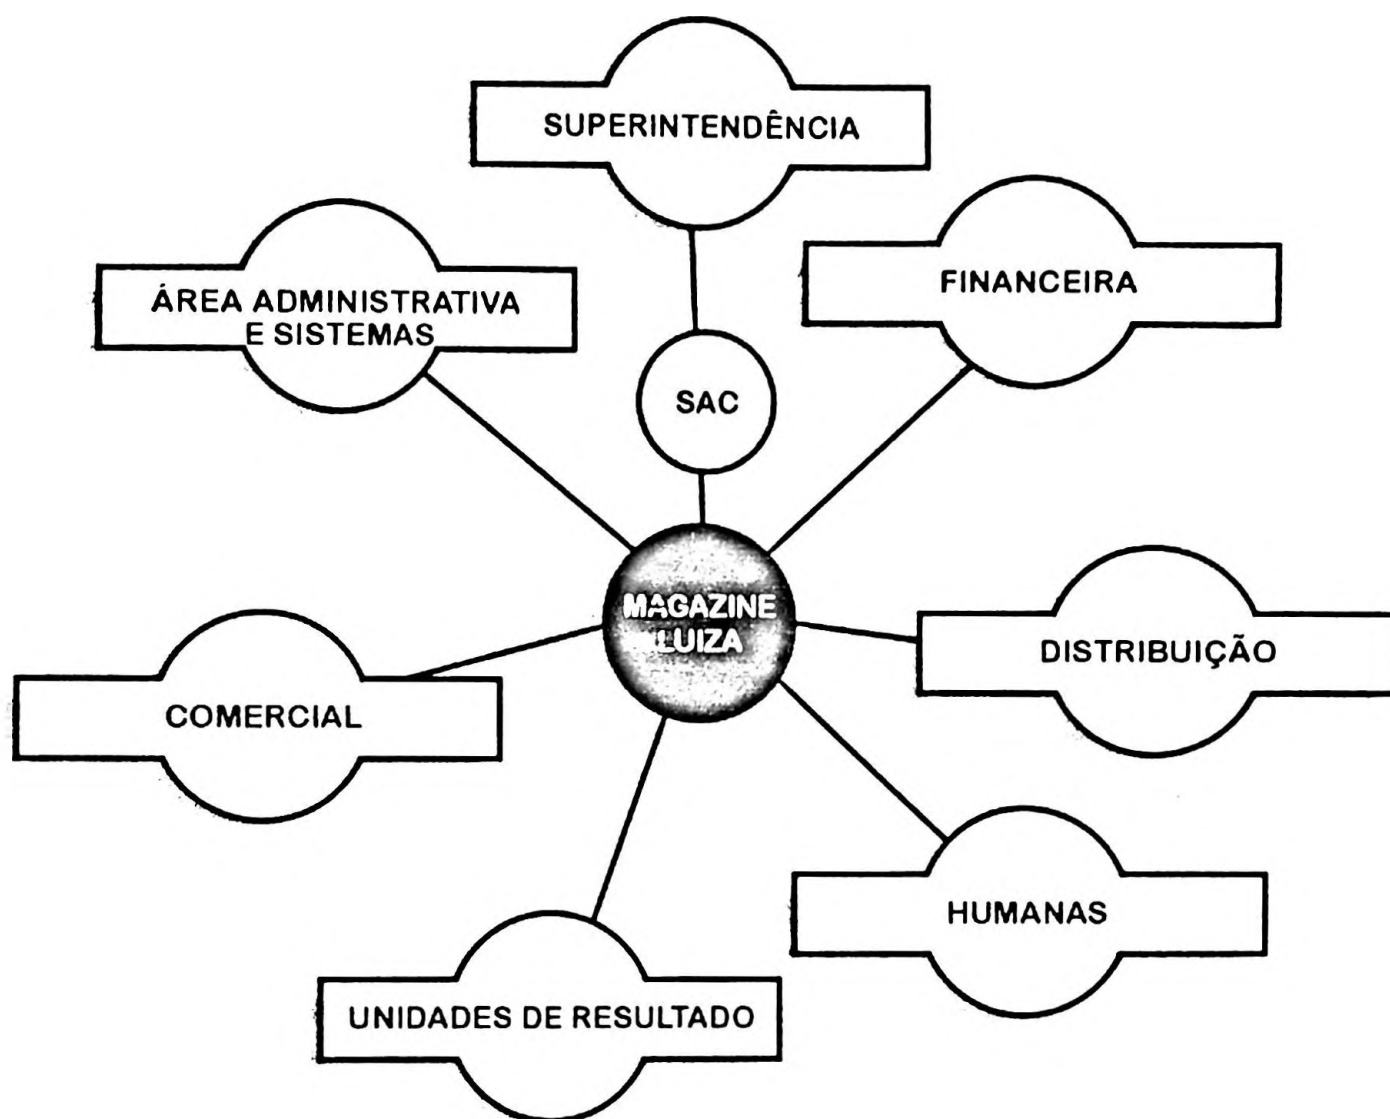 SUPERINTENDÊNCIA
FINANCEIRA
ÁREA ADMINISTRATIVA
E SISTEMAS
SAC
MAGAZINE
LUIZA
DISTRIBUIÇÃO
COMERCIAL
HUMANAS
UNIDADES DE RESULTADO